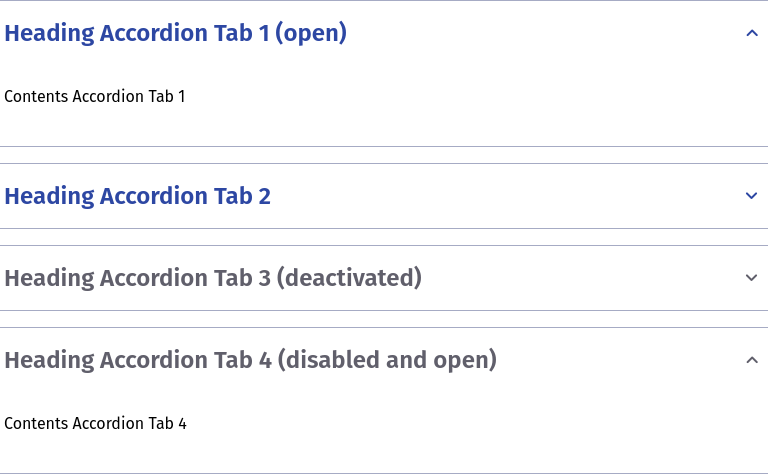 Heading Accordion Tab 1 (open)
Contents Accordion Tab 1
Heading Accordion Tab 2
Heading Accordion Tab 3 (deactivated)
Heading Accordion Tab 4 (disabled and open)
Contents Accordion Tab 4